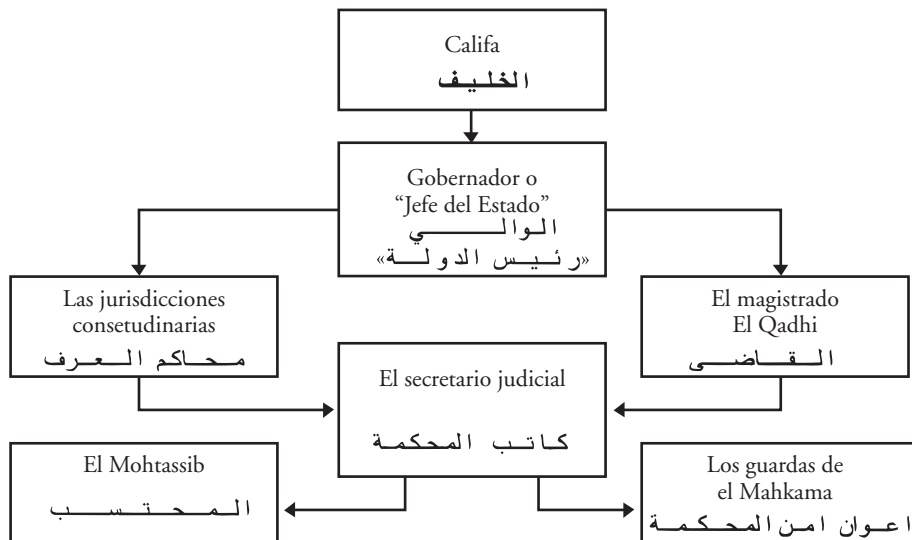 Califa
الخليف
Gobernador o
“Jefe del Estado”
الوالي
«رئيس الدولة»
Las jurisdicciones
consetudinarias
محاكم العرف
El magistrado
El Qadhi
القاضى
El secretario judicial
كاتب المحكمة
El Mohtassib
المحتسب
Los guardas de
el Mahkama
اعوان امن المحكمة